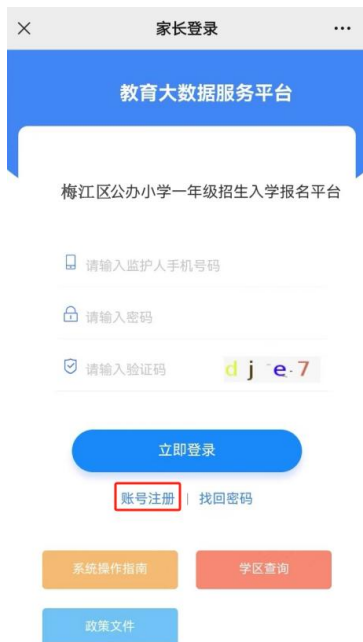 家长登录
教育大数据服务平台
梅江区公办小学一年级招生入学报名平台
请输入监护人手机号码
请输入密码
请输入验证码 dje7
立即登录
账号注册 | 找回密码
系统操作指南 学区查询
政策文件